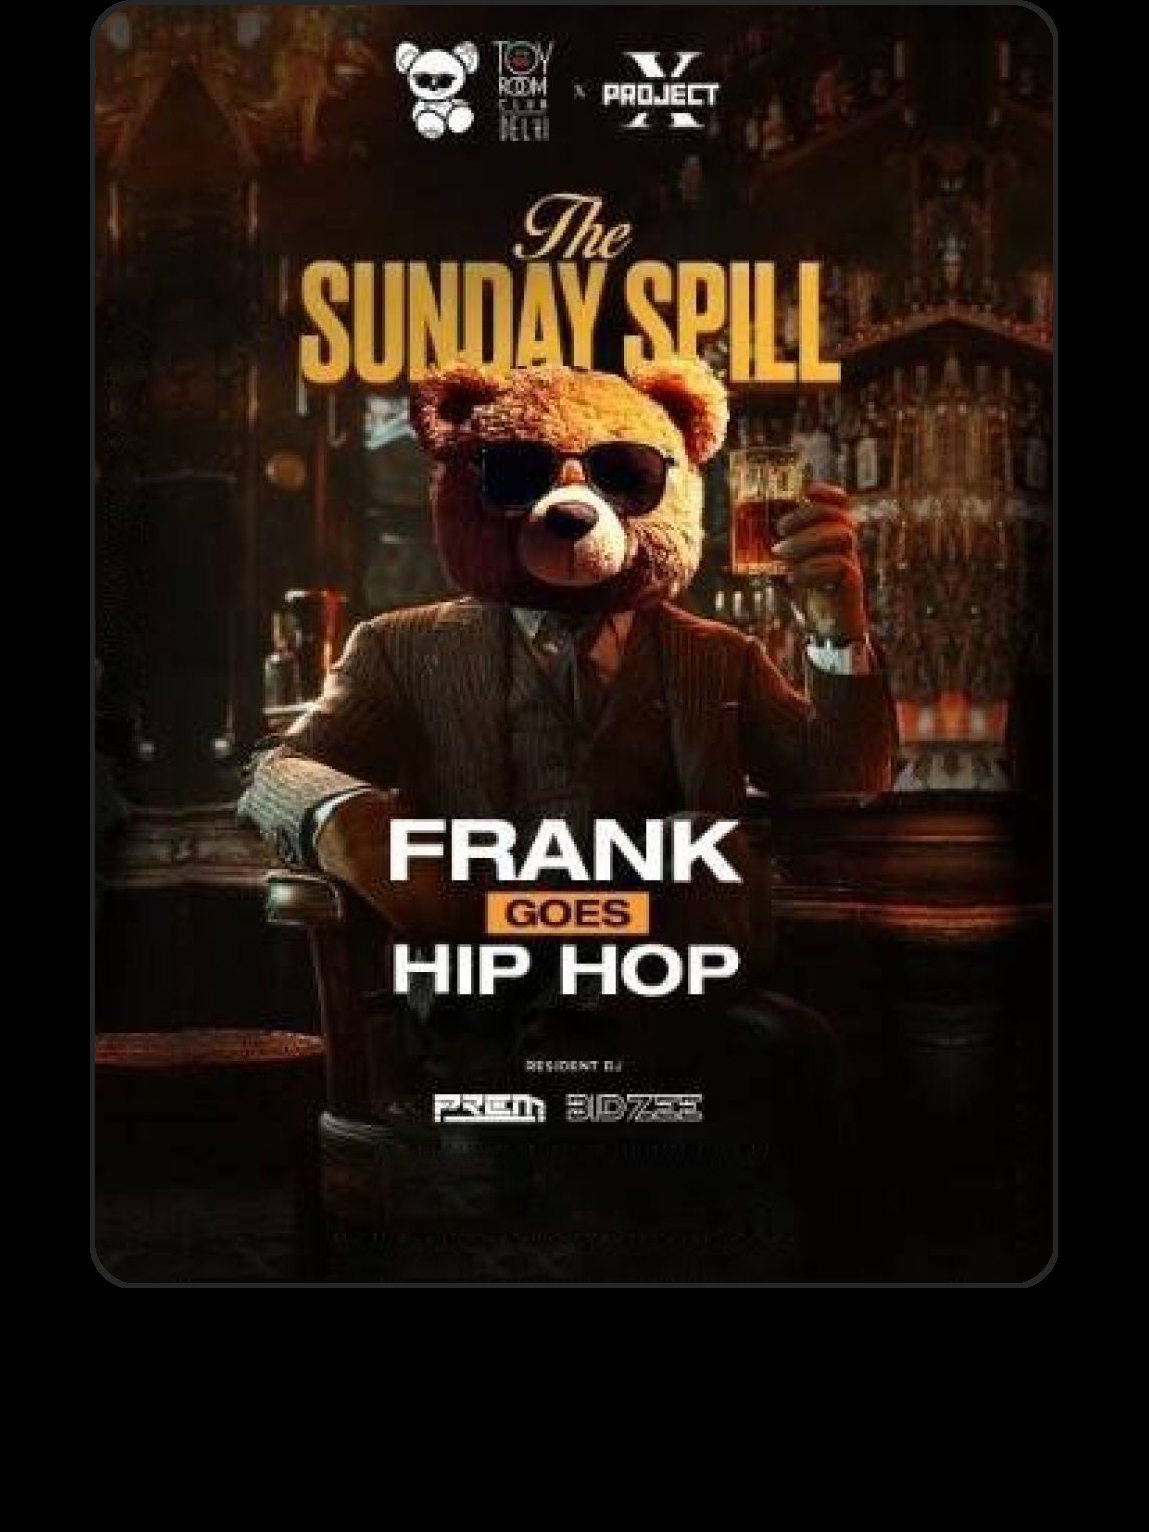 TOY
ROOM
CLUB
DELHI
X
PROJECT
X
The
SUNDAY SPILL
FRANK
GOES
HIP HOP
RESIDENT DJ
PREM BIDZEE